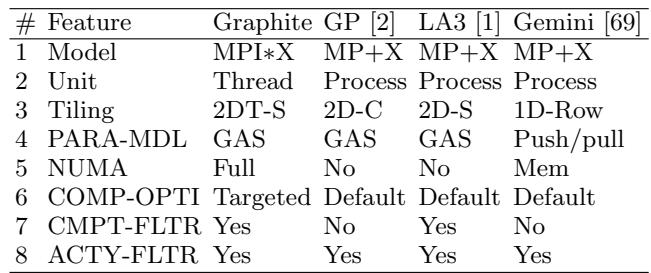 # Feature Graphite GP [2] LA3 [1] Gemini [69]
1 Model MPI*X MP+X MP+X MP+X
2 Unit Thread Process Process Process
3 Tiling 2DT-S 2D-C 2D-S 1D-Row
4 PARA-MDL GAS GAS GAS Push/pull
5 NUMA Full No No Mem
6 COMP-OPTI Targeted Default Default Default
7 CMPT-FLTR Yes No Yes No
8 ACTY-FLTR Yes Yes Yes Yes